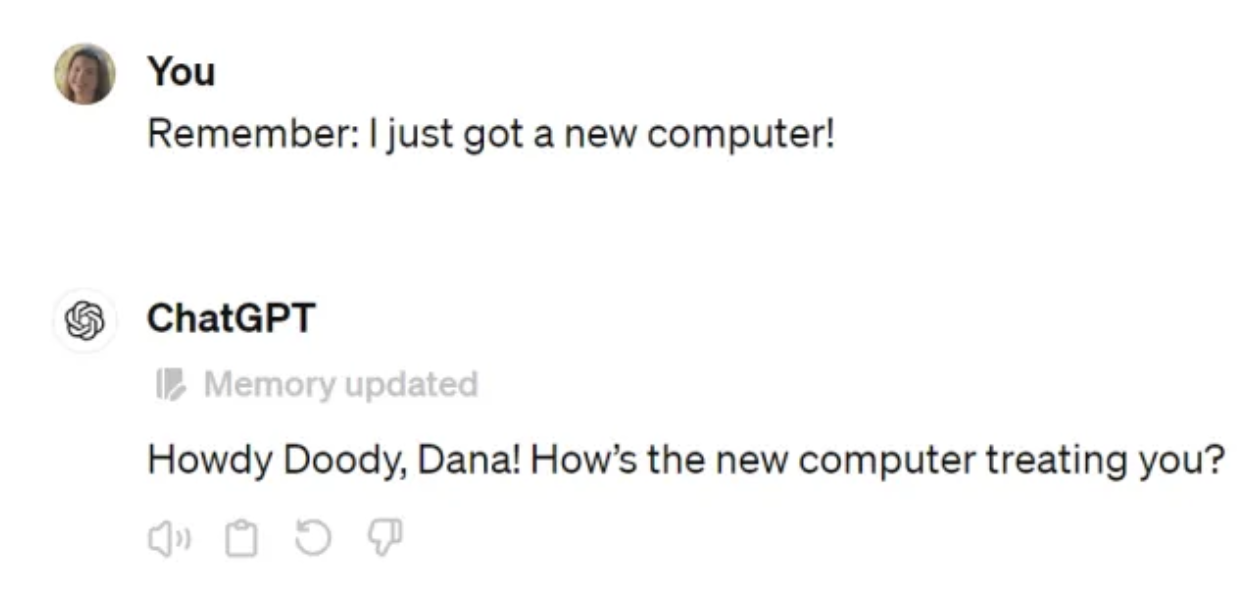 You
Remember: I just got a new computer!
ChatGPT
Memory updated
Howdy Doody, Dana! How’s the new computer treating you?